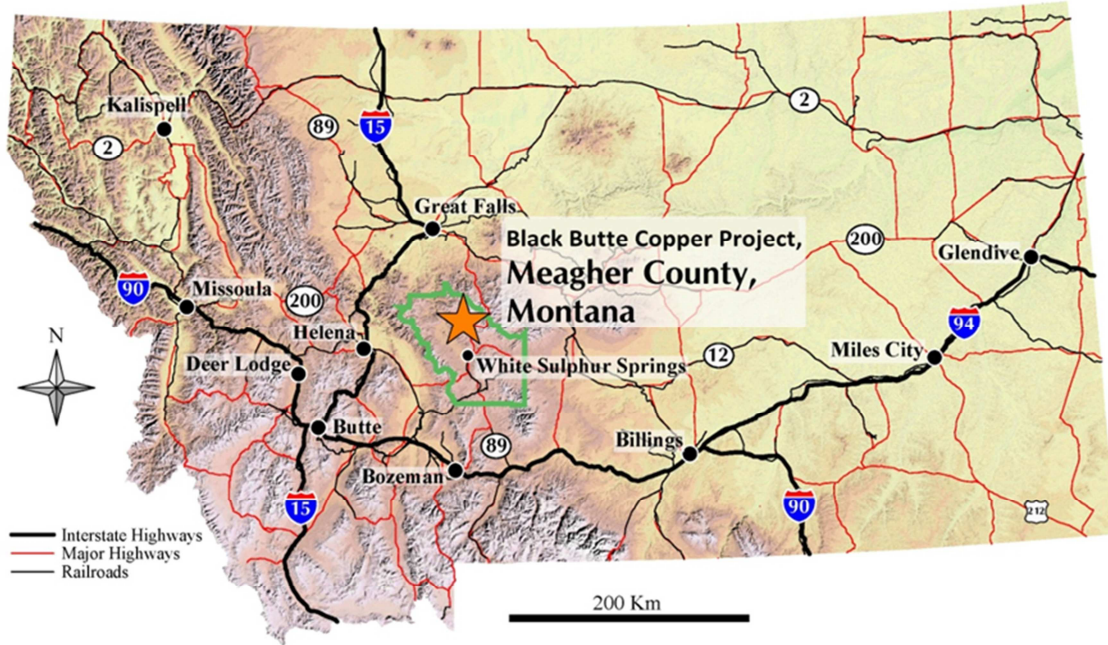 Kalispell
2
89
15
2
Great Falls
Black Butte Copper Project,
Meagher County,
Montana
200
Glendive
90
Missoula
200
Helena
94
N
Deer Lodge
White Sulphur Springs
12
Miles City
Butte
89
Billings
Bozeman
15
90
212
Interstate Highways
Major Highways
Railroads
200 Km